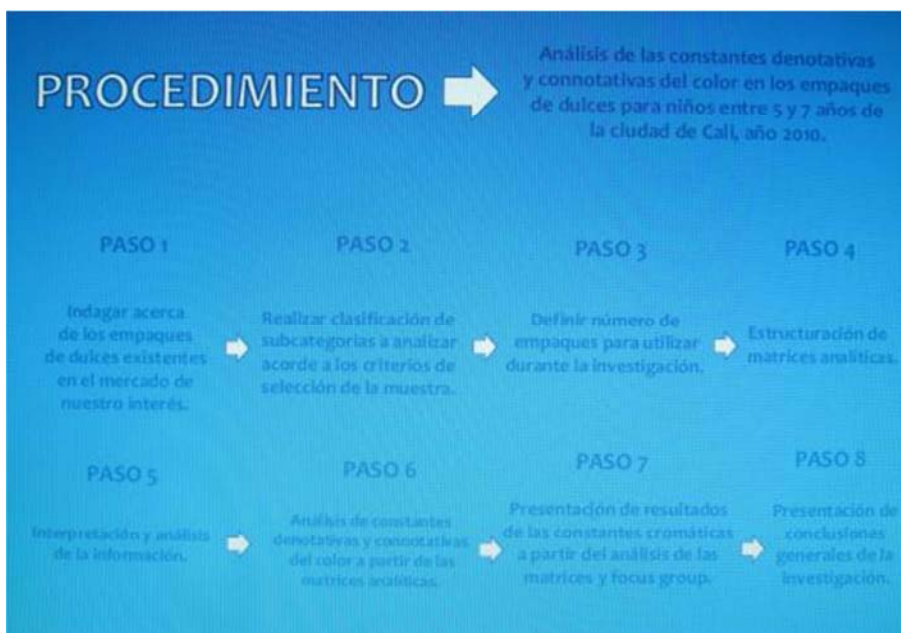 PROCEDIMIENTO
Análisis de las constantes denotativas
y connotativas del color en los empaques
de dulces para niños entre 5 y 7 años de
la ciudad de Cali, año 2010.
PASO 1
Indagar acerca
de los empaques
de dulces existentes
en el mercado de
nuestro interés.
PASO 2
Realizar clasificación de
subcategorias a analizar
acorde a los criterios de
selección de la muestra.
PASO 3
Definir número de
empaques para utilizar
durante la investigación.
PASO 4
Estructuración de
matrices analíticas.
PASO 5
Interpretación y análisis
de la información.
PASO 6
Análisis de constantes
denotativas y connotativas
del color a partir de las
matrices analíticas.
PASO 7
Presentación de resultados
de las constantes cromáticas
a partir del análisis de las
matrices y focus group.
PASO 8
Presentación de
conclusiones
generales de la
investigación.